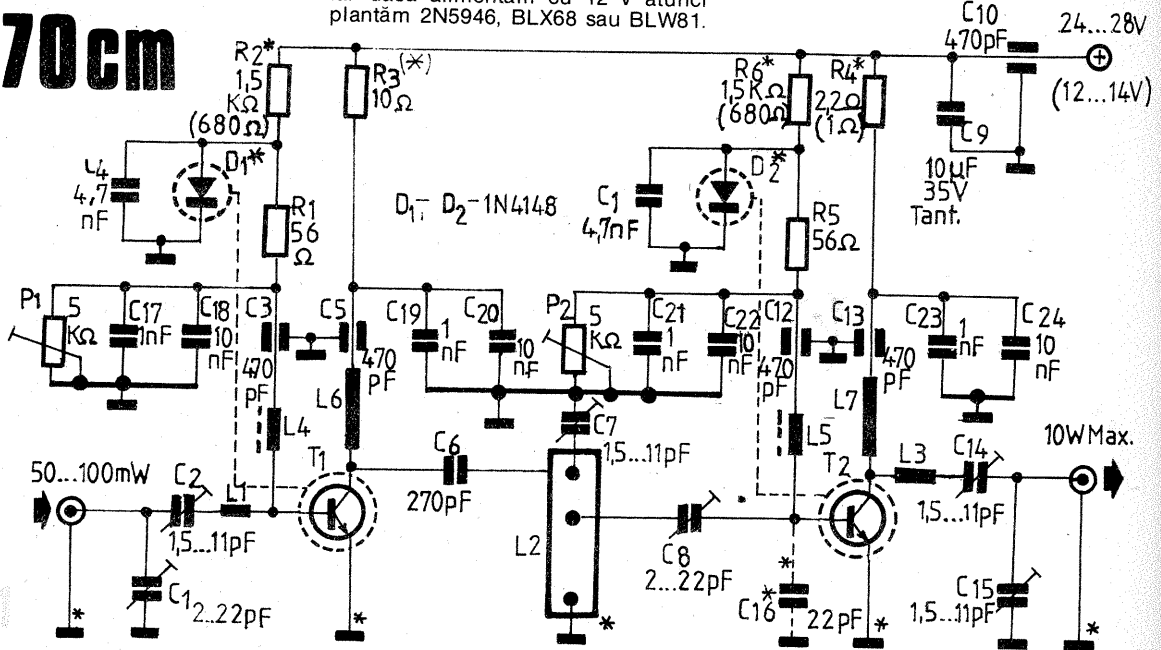 plantăm 2N5946, BLX68 sau BLW81.
70cm
R2*
1,5
KΩ
(680Ω)
R3(*)
10Ω
R6*
1,5KΩ
(680Ω)
R4*
2,2Ω
(1Ω)
C10
470pF
24...28V
(12...14V)
C9
10µF
35V
Tant.
C4
4,7
nF
D1*
R1
56
Ω
D1- D2-1N4148
C1
4,7nF
D2*
R5
56Ω
P1
5
KΩ
C17
1nF
C18
10
nF
C3
470
pF
C5
470
pF
C19
1
nF
C20
10
nF
P2
5
KΩ
C21
1
nF
C22
10
nF
C12
470
pF
C13
470
pF
C23
1
nF
C24
10
nF
L4
L6
C7
1,5...11pF
L5
L7
50...100mW
C2
1,5...11pF
L1
T1
C6
270pF
L2
C8
2...22pF
T2
L3
C14
1,5...11pF
10W Max.
C1
2...22pF
*
*
*
*
C16*
22pF
*
C15
1,5...11pF
*
*